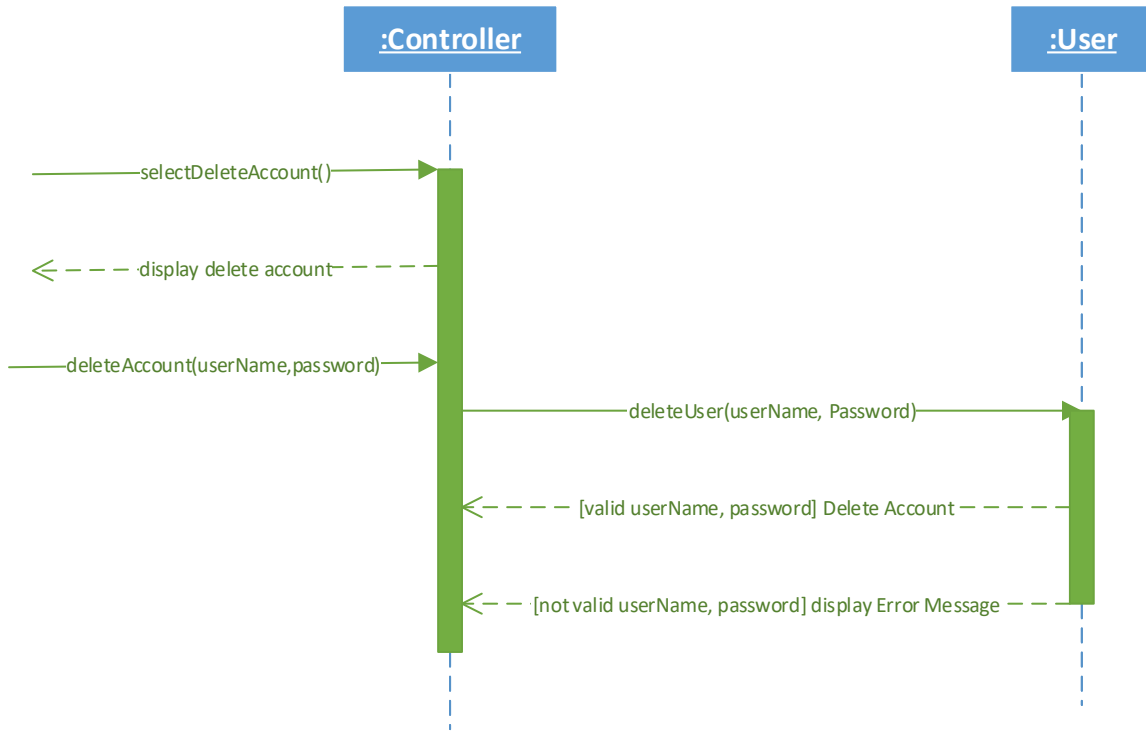 :Controller
:User
selectDeleteAccount()
display delete account
deleteAccount(userName,password)
deleteUser(userName, Password)
[valid userName, password] Delete Account
[not valid userName, password] display Error Message